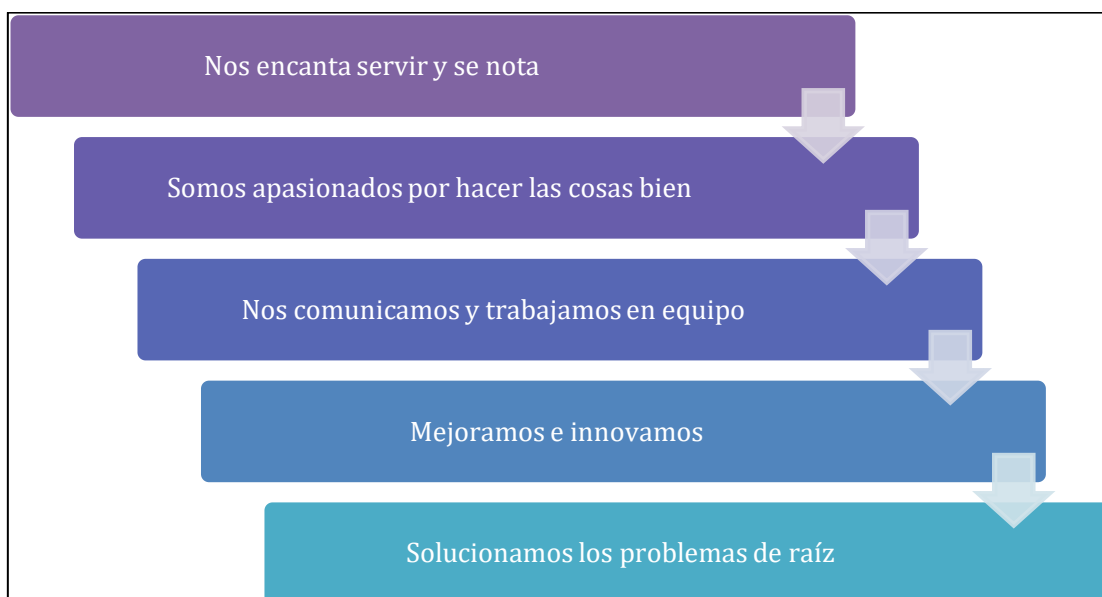 Nos encanta servir y se nota
Somos apasionados por hacer las cosas bien
Nos comunicamos y trabajamos en equipo
Mejoramos e innovamos
Solucionamos los problemas de raíz